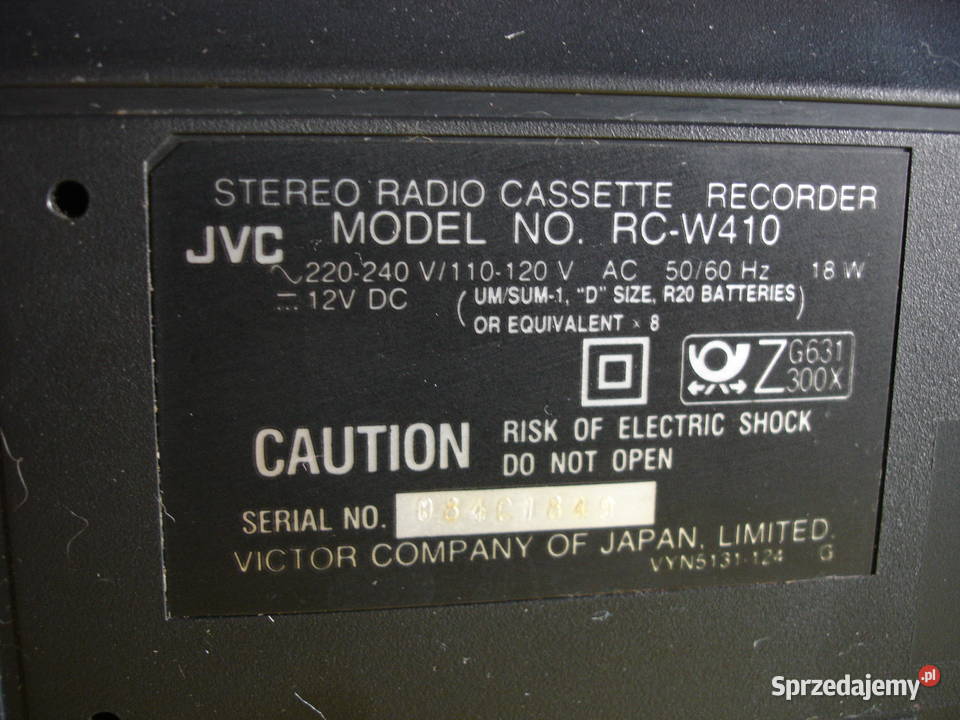 STEREO RADIO CASSETTE RECORDER
JVC MODEL NO. RC-W410
~220-240 V/110-120 V AC 50/60 Hz 18 W
⎓ 12V DC (UM/SUM-1, "D" SIZE, R20 BATTERIES
OR EQUIVALENT × 8)
Z G631
300X
CAUTION RISK OF ELECTRIC SHOCK
DO NOT OPEN
SERIAL NO.
VICTOR COMPANY OF JAPAN, LIMITED.
VYN5131-124 G
Sprzedajemy.pl